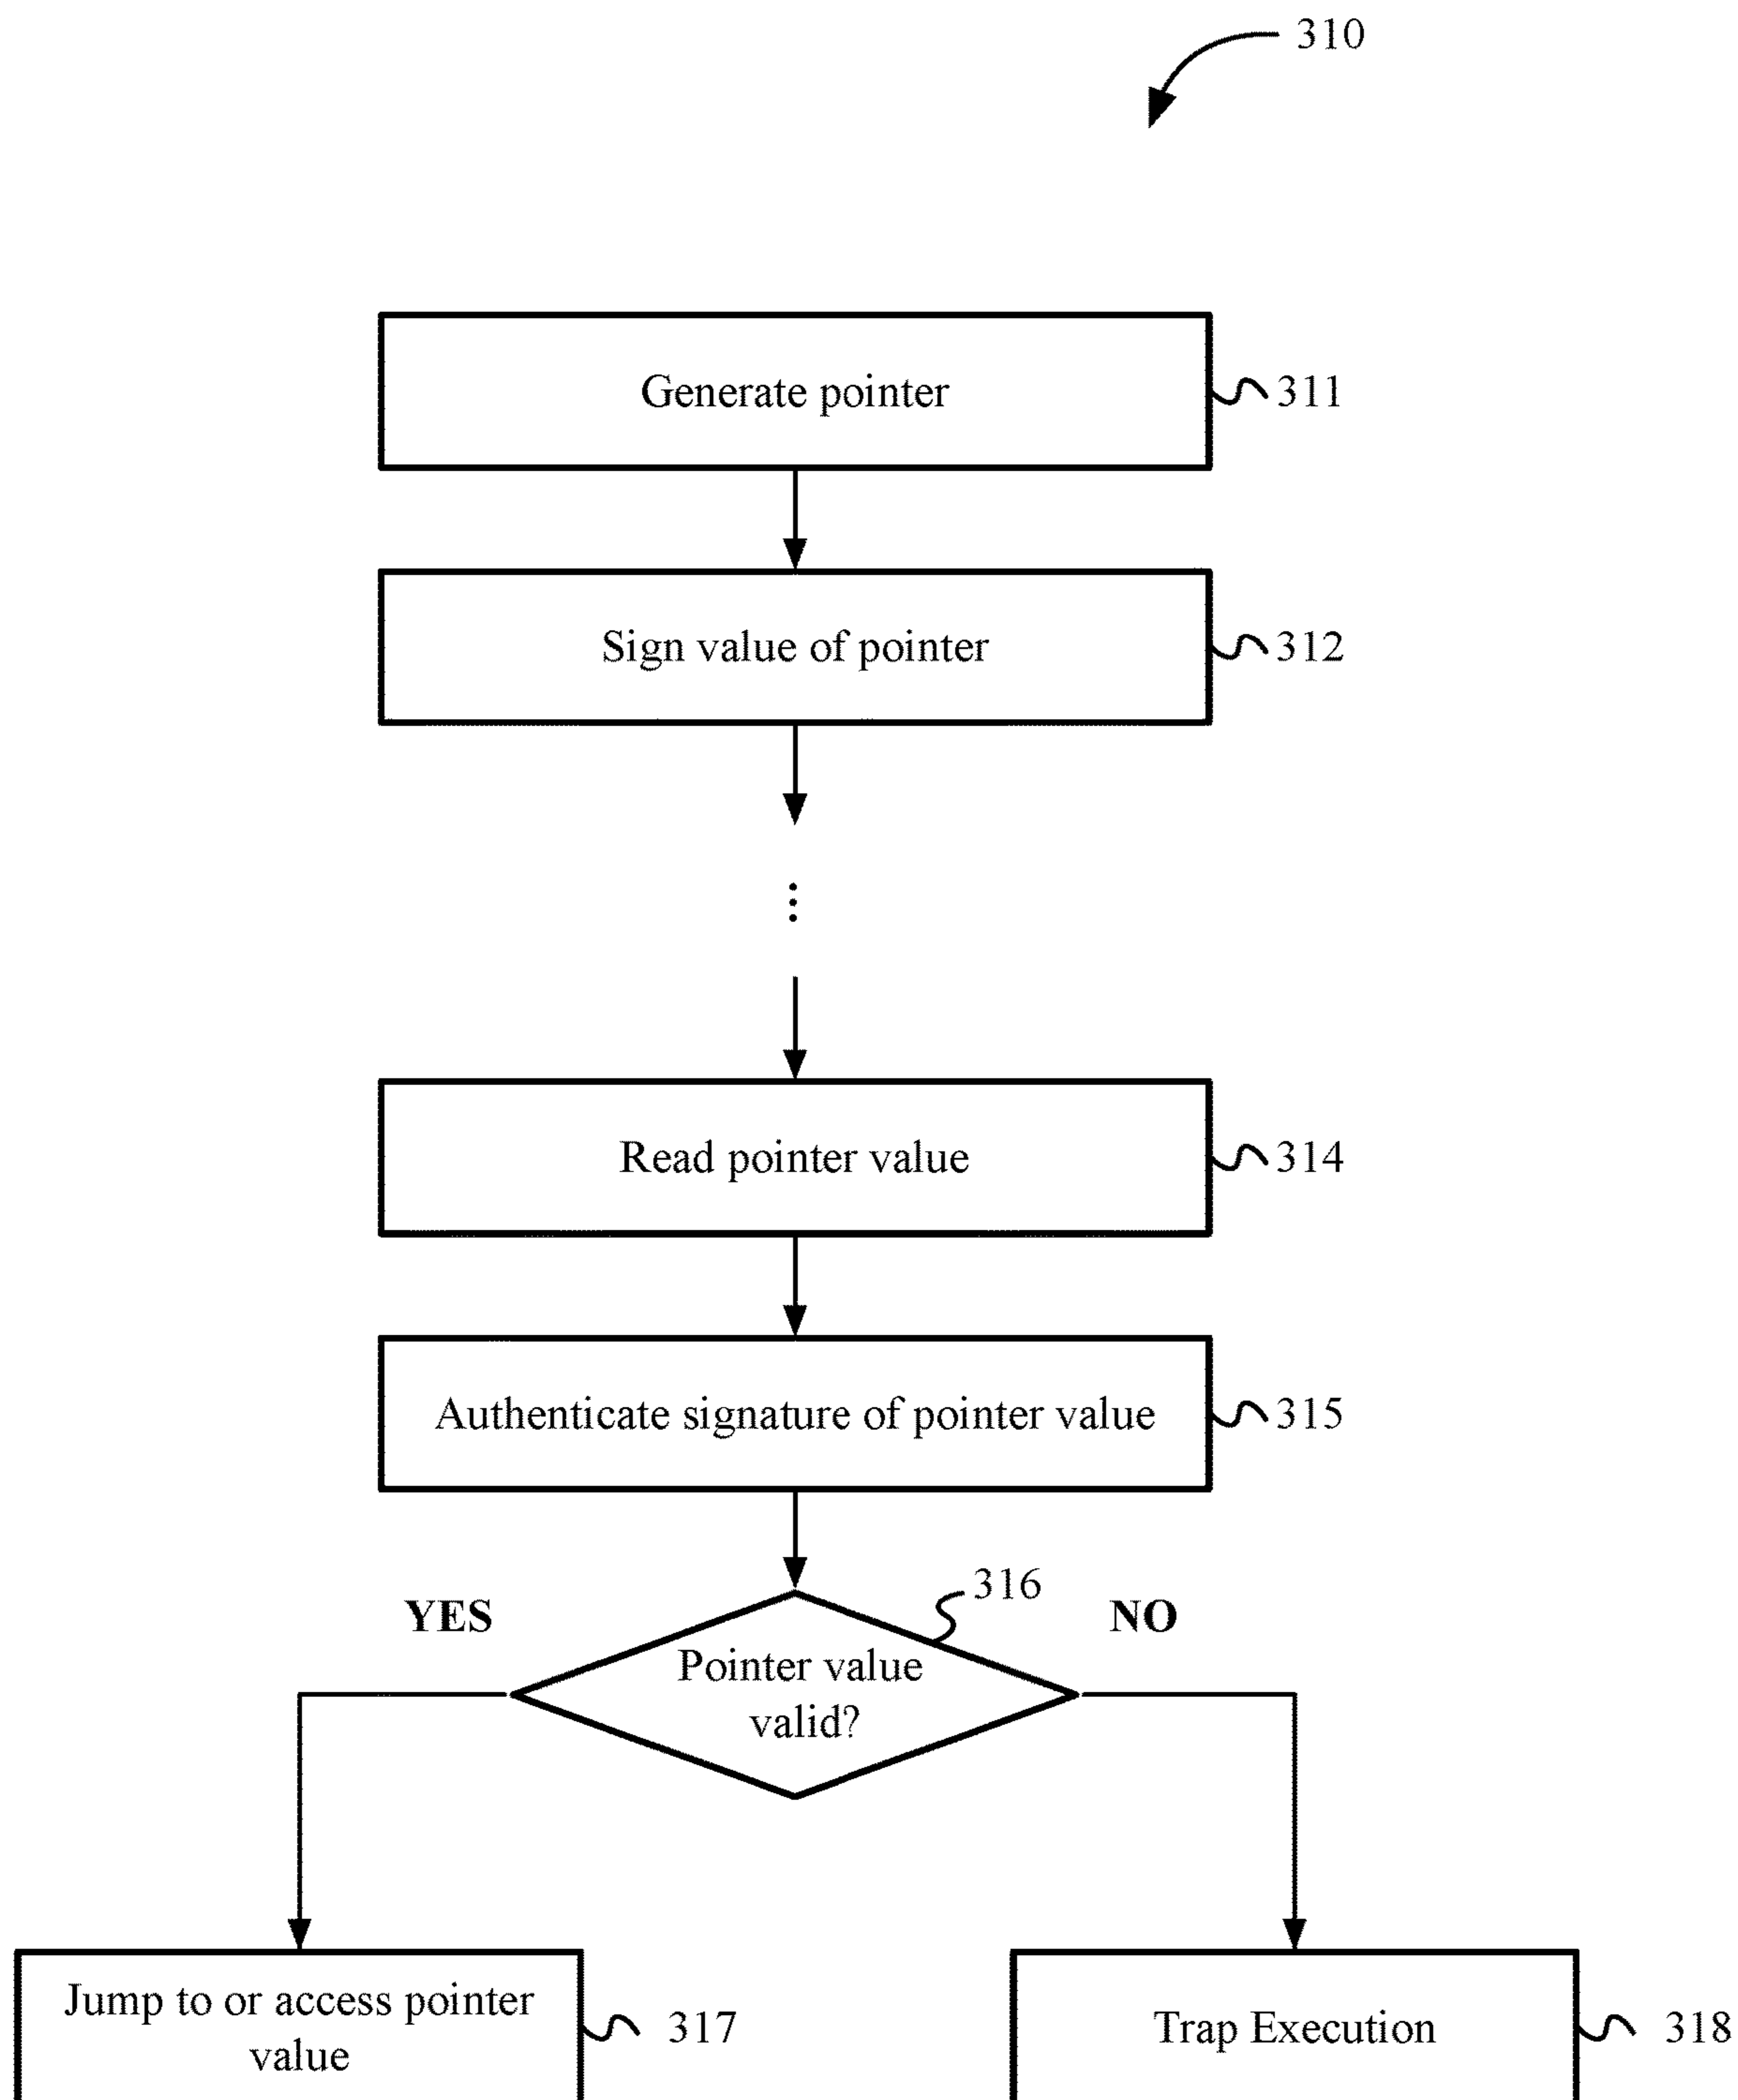 310
Generate pointer
311
Sign value of pointer
312
Read pointer value
314
Authenticate signature of pointer value
315
316
YES
NO
Pointer value
valid?
Jump to or access pointer
value
317
Trap Execution
318